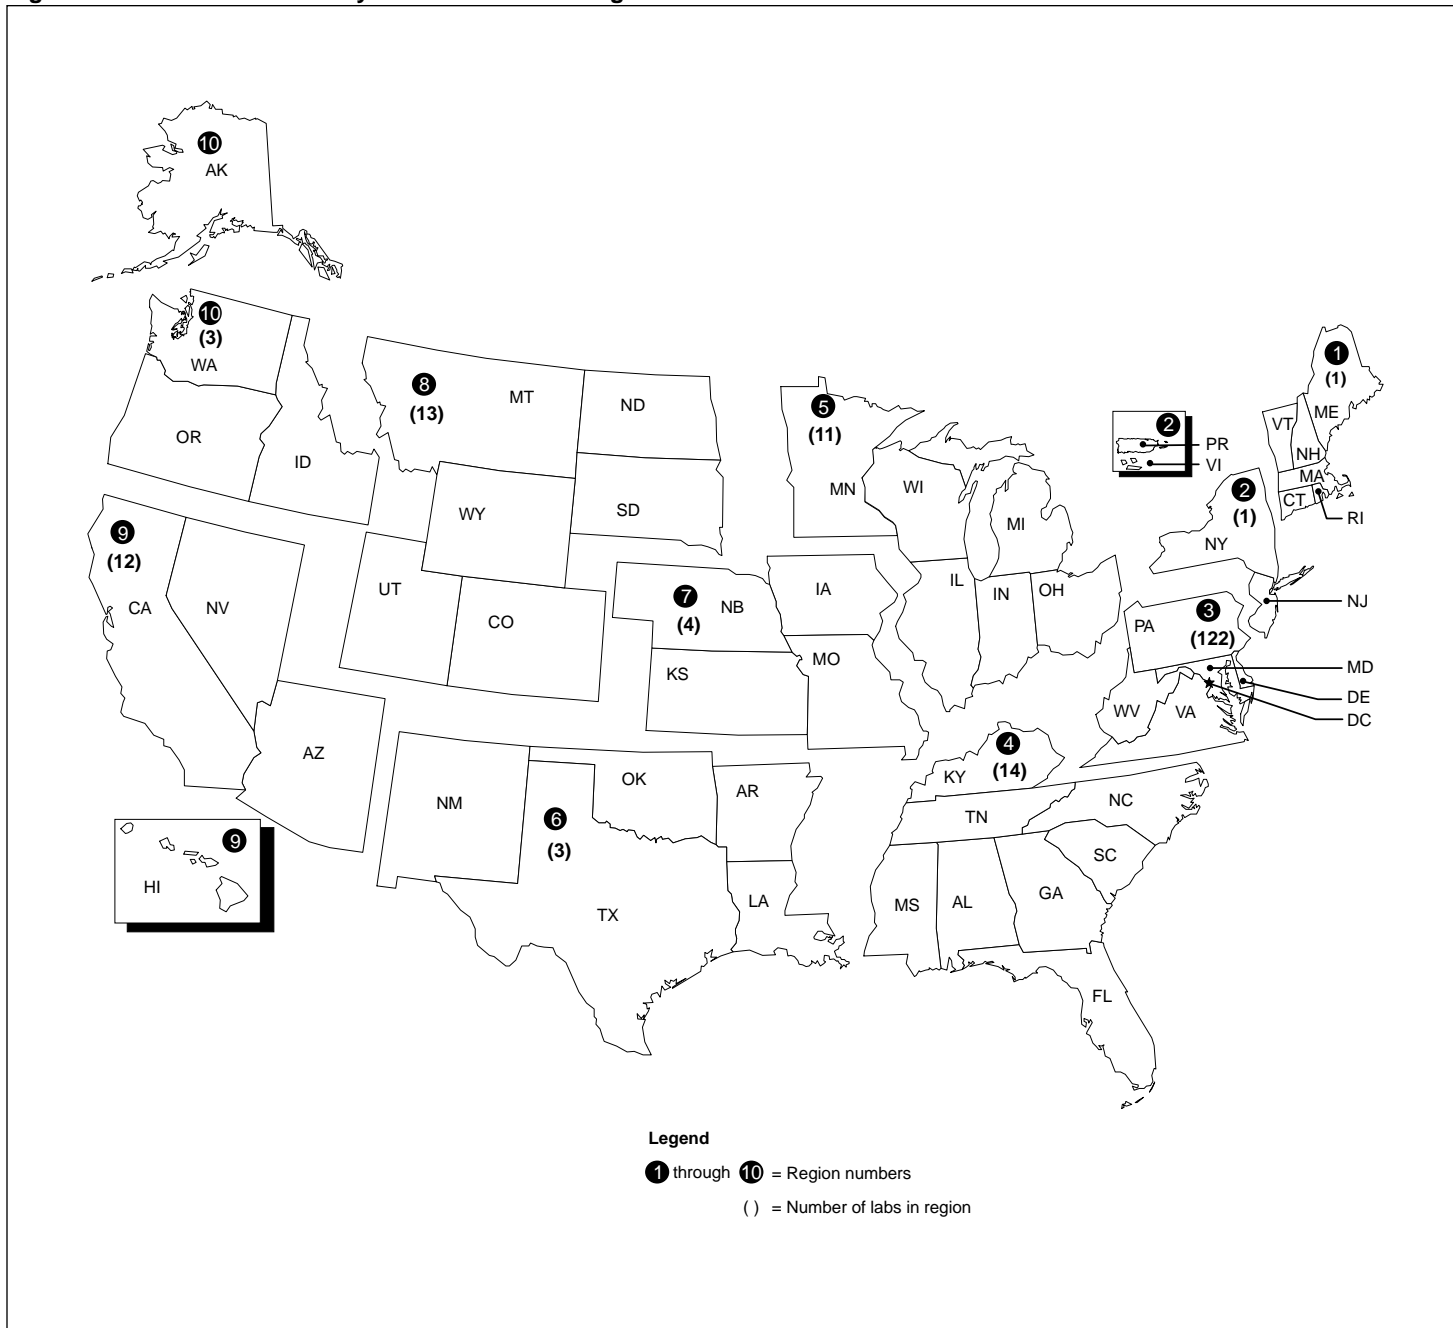 10
AK
10
(3)
WA
8
(13)
MT
ND
5
(11)
MN
1
(1)
ME
VT
NH
MA
CT
RI
2
PR
VI
2
(1)
NY
OR
ID
WY
SD
WI
MI
9
(12)
CA
NV
UT
CO
7
(4)
NB
IA
IL
IN
OH
NJ
3
PA
(122)
MD
DE
DC
KS
MO
WV
VA
AZ
NM
OK
AR
4
KY
(14)
TN
NC
SC
6
(3)
TX
LA
MS
AL
GA
FL
9
HI
Legend
1 through 10 = Region numbers
( ) = Number of labs in region